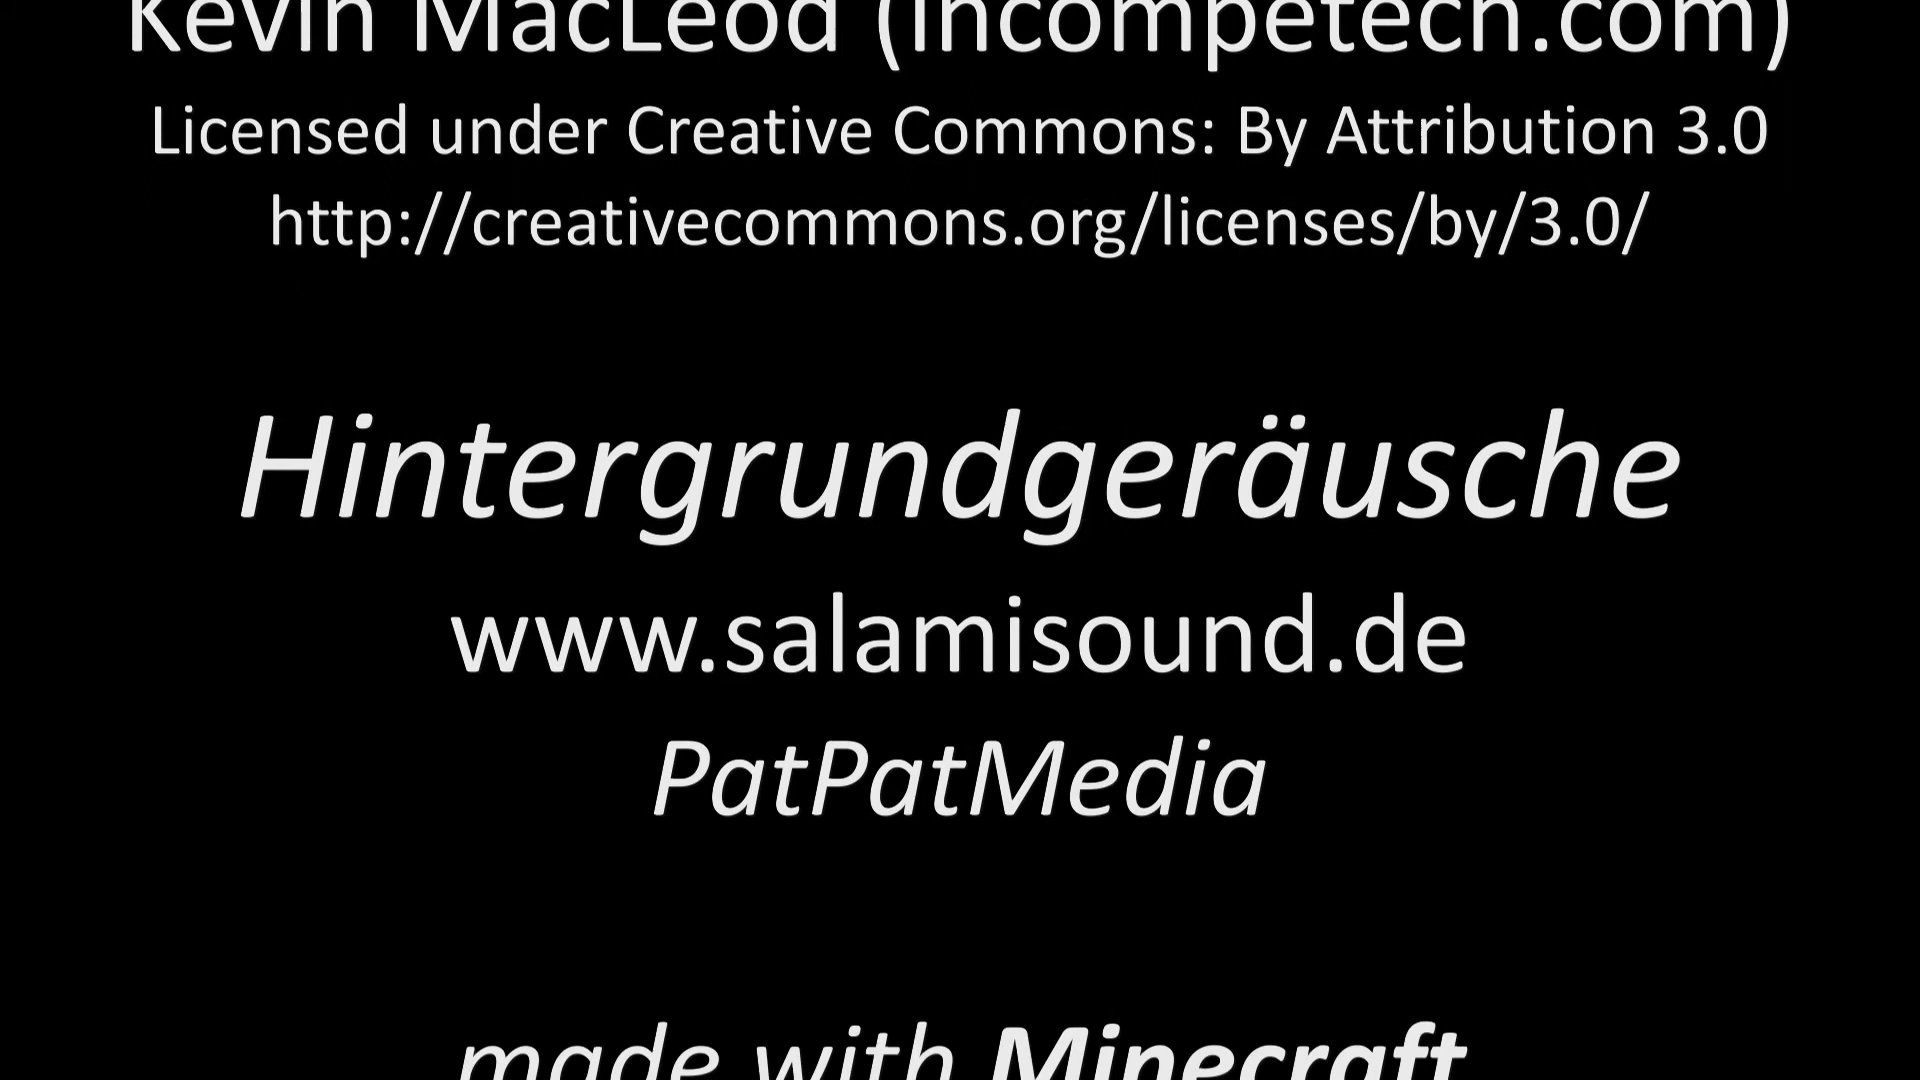 Kevin MacLeod (incompetech.com)
Licensed under Creative Commons: By Attribution 3.0
http://creativecommons.org/licenses/by/3.0/
Hintergrundgeräusche
www.salamisound.de
PatPatMedia
made with Minecraft